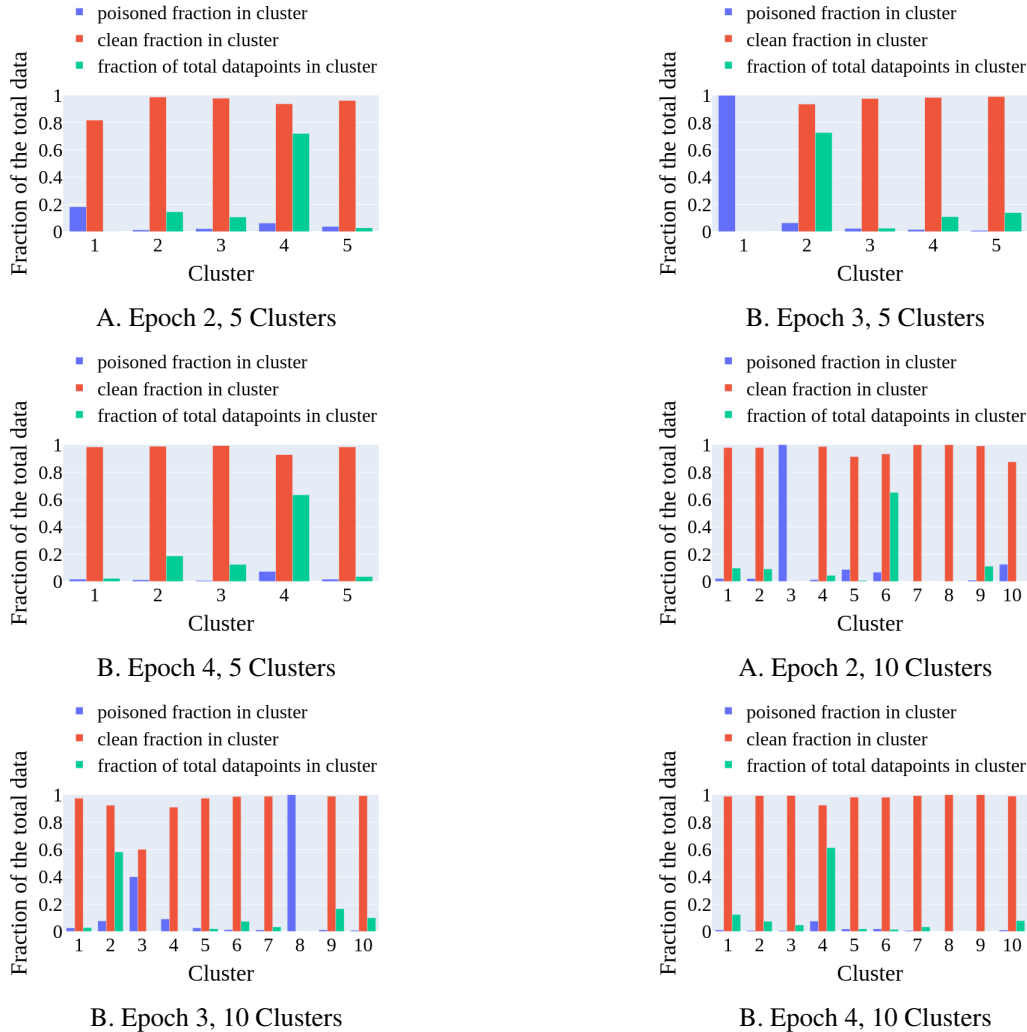 poisoned fraction in cluster
clean fraction in cluster
fraction of total datapoints in cluster
Fraction of the total data
1
0.8
0.6
0.4
0.2
0
1 2 3 4 5
Cluster
A. Epoch 2, 5 Clusters
poisoned fraction in cluster
clean fraction in cluster
fraction of total datapoints in cluster
Fraction of the total data
1
0.8
0.6
0.4
0.2
0
1 2 3 4 5
Cluster
B. Epoch 3, 5 Clusters
poisoned fraction in cluster
clean fraction in cluster
fraction of total datapoints in cluster
Fraction of the total data
1
0.8
0.6
0.4
0.2
0
1 2 3 4 5
Cluster
B. Epoch 4, 5 Clusters
poisoned fraction in cluster
clean fraction in cluster
fraction of total datapoints in cluster
Fraction of the total data
1
0.8
0.6
0.4
0.2
0
1 2 3 4 5 6 7 8 9 10
Cluster
A. Epoch 2, 10 Clusters
poisoned fraction in cluster
clean fraction in cluster
fraction of total datapoints in cluster
Fraction of the total data
1
0.8
0.6
0.4
0.2
0
1 2 3 4 5 6 7 8 9 10
Cluster
B. Epoch 3, 10 Clusters
poisoned fraction in cluster
clean fraction in cluster
fraction of total datapoints in cluster
Fraction of the total data
1
0.8
0.6
0.4
0.2
0
1 2 3 4 5 6 7 8 9 10
Cluster
B. Epoch 4, 10 Clusters